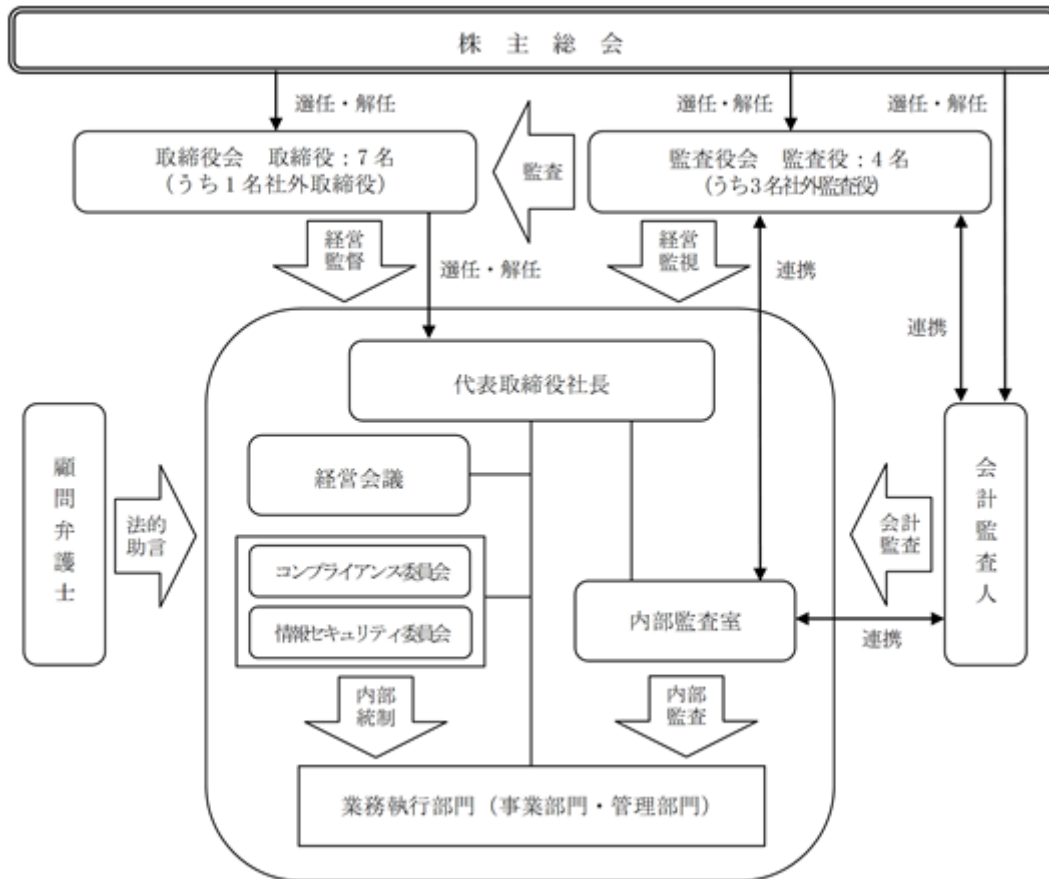 株 主 総 会
選任・解任
選任・解任
選任・解任
取締役会 取締役：7名
（うち1名社外取締役）
監査
監査役会 監査役：4名
（うち3名社外監査役）
経営
監督
選任・解任
経営
監視
連携
連携
代表取締役社長
顧問弁護士
法的
助言
経営会議
コンプライアンス委員会
情報セキュリティ委員会
内部監査室
会計
監査
会計監査人
連携
内部
統制
内部
監査
業務執行部門（事業部門・管理部門）